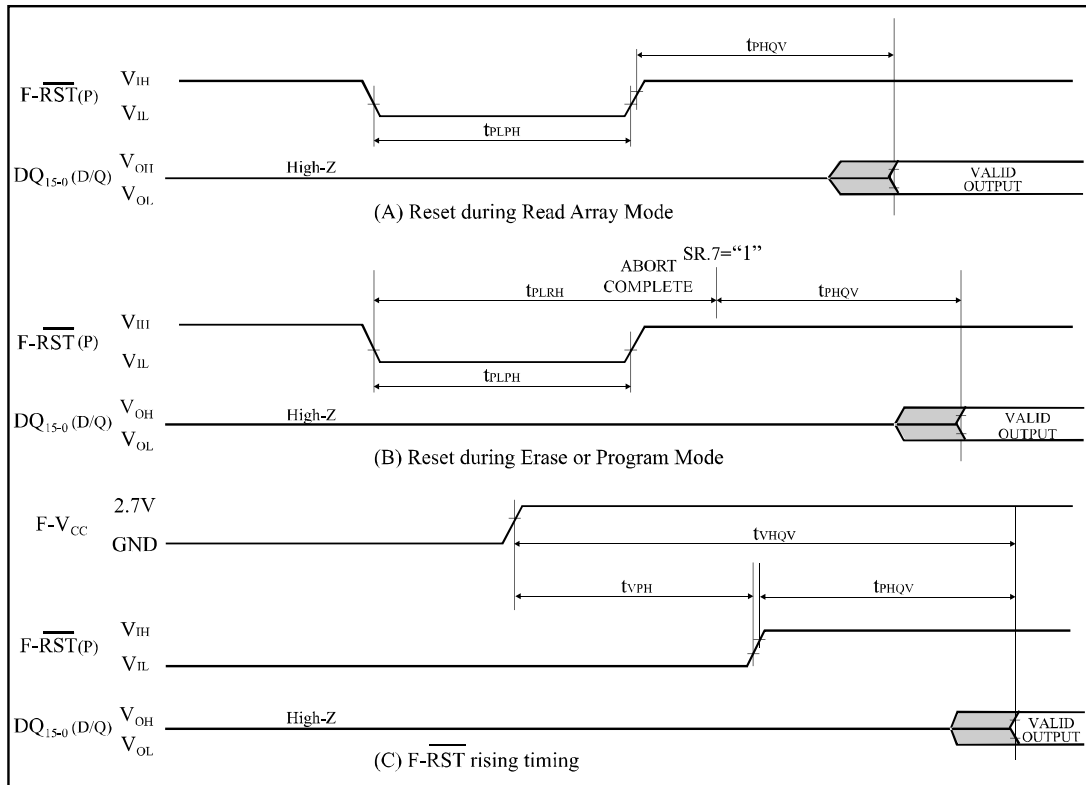 tPHQV
VIH
F-RST(P)
VIL
tPLPH
VOH
High-Z
DQ15-0 (D/Q)
VALID
OUTPUT
VOL
(A) Reset during Read Array Mode
SR.7=“1”
ABORT
COMPLETE
tPLRH
tPHQV
VIH
F-RST (P)
VIL
tPLPH
VOH
High-Z
DQ15-0 (D/Q)
VALID
OUTPUT
VOL
(B) Reset during Erase or Program Mode
2.7V
F-VCC
GND
tVHQV
tVPH
tPHQV
VIH
F-RST(P)
VIL
VOH
High-Z
DQ15-0 (D/Q)
VALID
OUTPUT
VOL
(C) F-RST rising timing